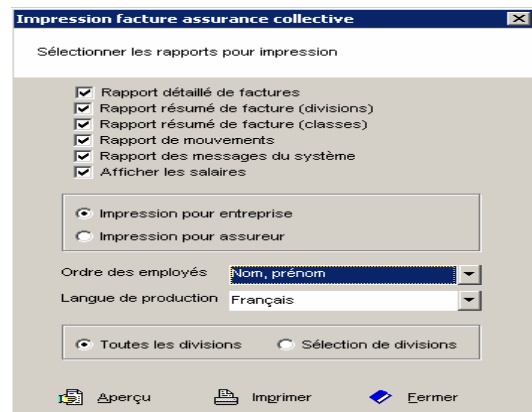 Impression facture assurance collective
Sélectionner les rapports pour impression
Rapport détaillé de factures
Rapport résumé de facture (divisions)
Rapport résumé de facture (classes)
Rapport de mouvements
Rapport des messages du système
Afficher les salaires
Impression pour entreprise
Impression pour assureur
Ordre des employés Nom, prénom
Langue de production Français
Toutes les divisions Sélection de divisions
Aperçu Imprimer Fermer